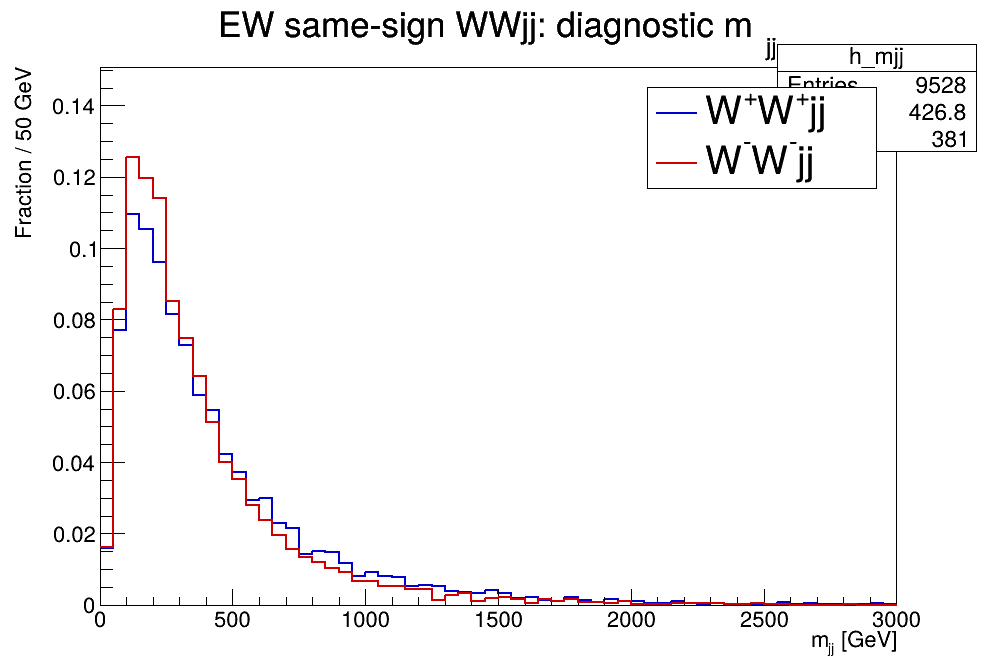 EW same-sign WWjj: diagnostic m jj
h_mjj
Entries 9528
426.8
381
W⁺W⁺jj
W⁻W⁻jj
Fraction / 50 GeV
0.14
0.12
0.1
0.08
0.06
0.04
0.02
0
0 500 1000 1500 2000 2500 3000
m_jj [GeV]